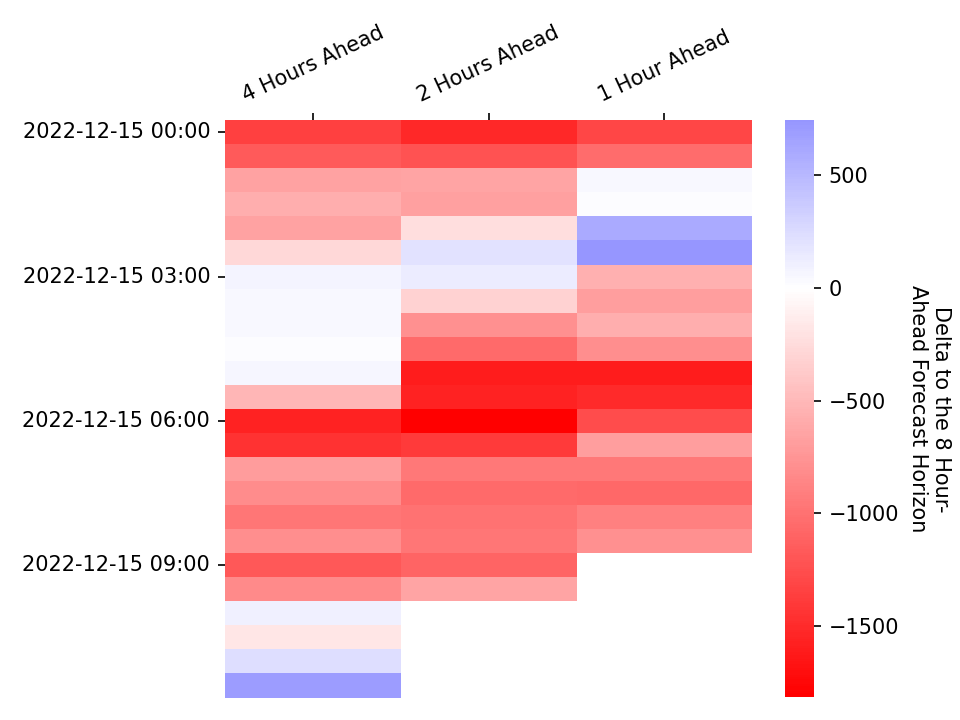 4 Hours Ahead
2 Hours Ahead
1 Hour Ahead
2022-12-15 00:00
2022-12-15 03:00
2022-12-15 06:00
2022-12-15 09:00
500
0
−500
−1000
−1500
Delta to the 8 Hour-
Ahead Forecast Horizon